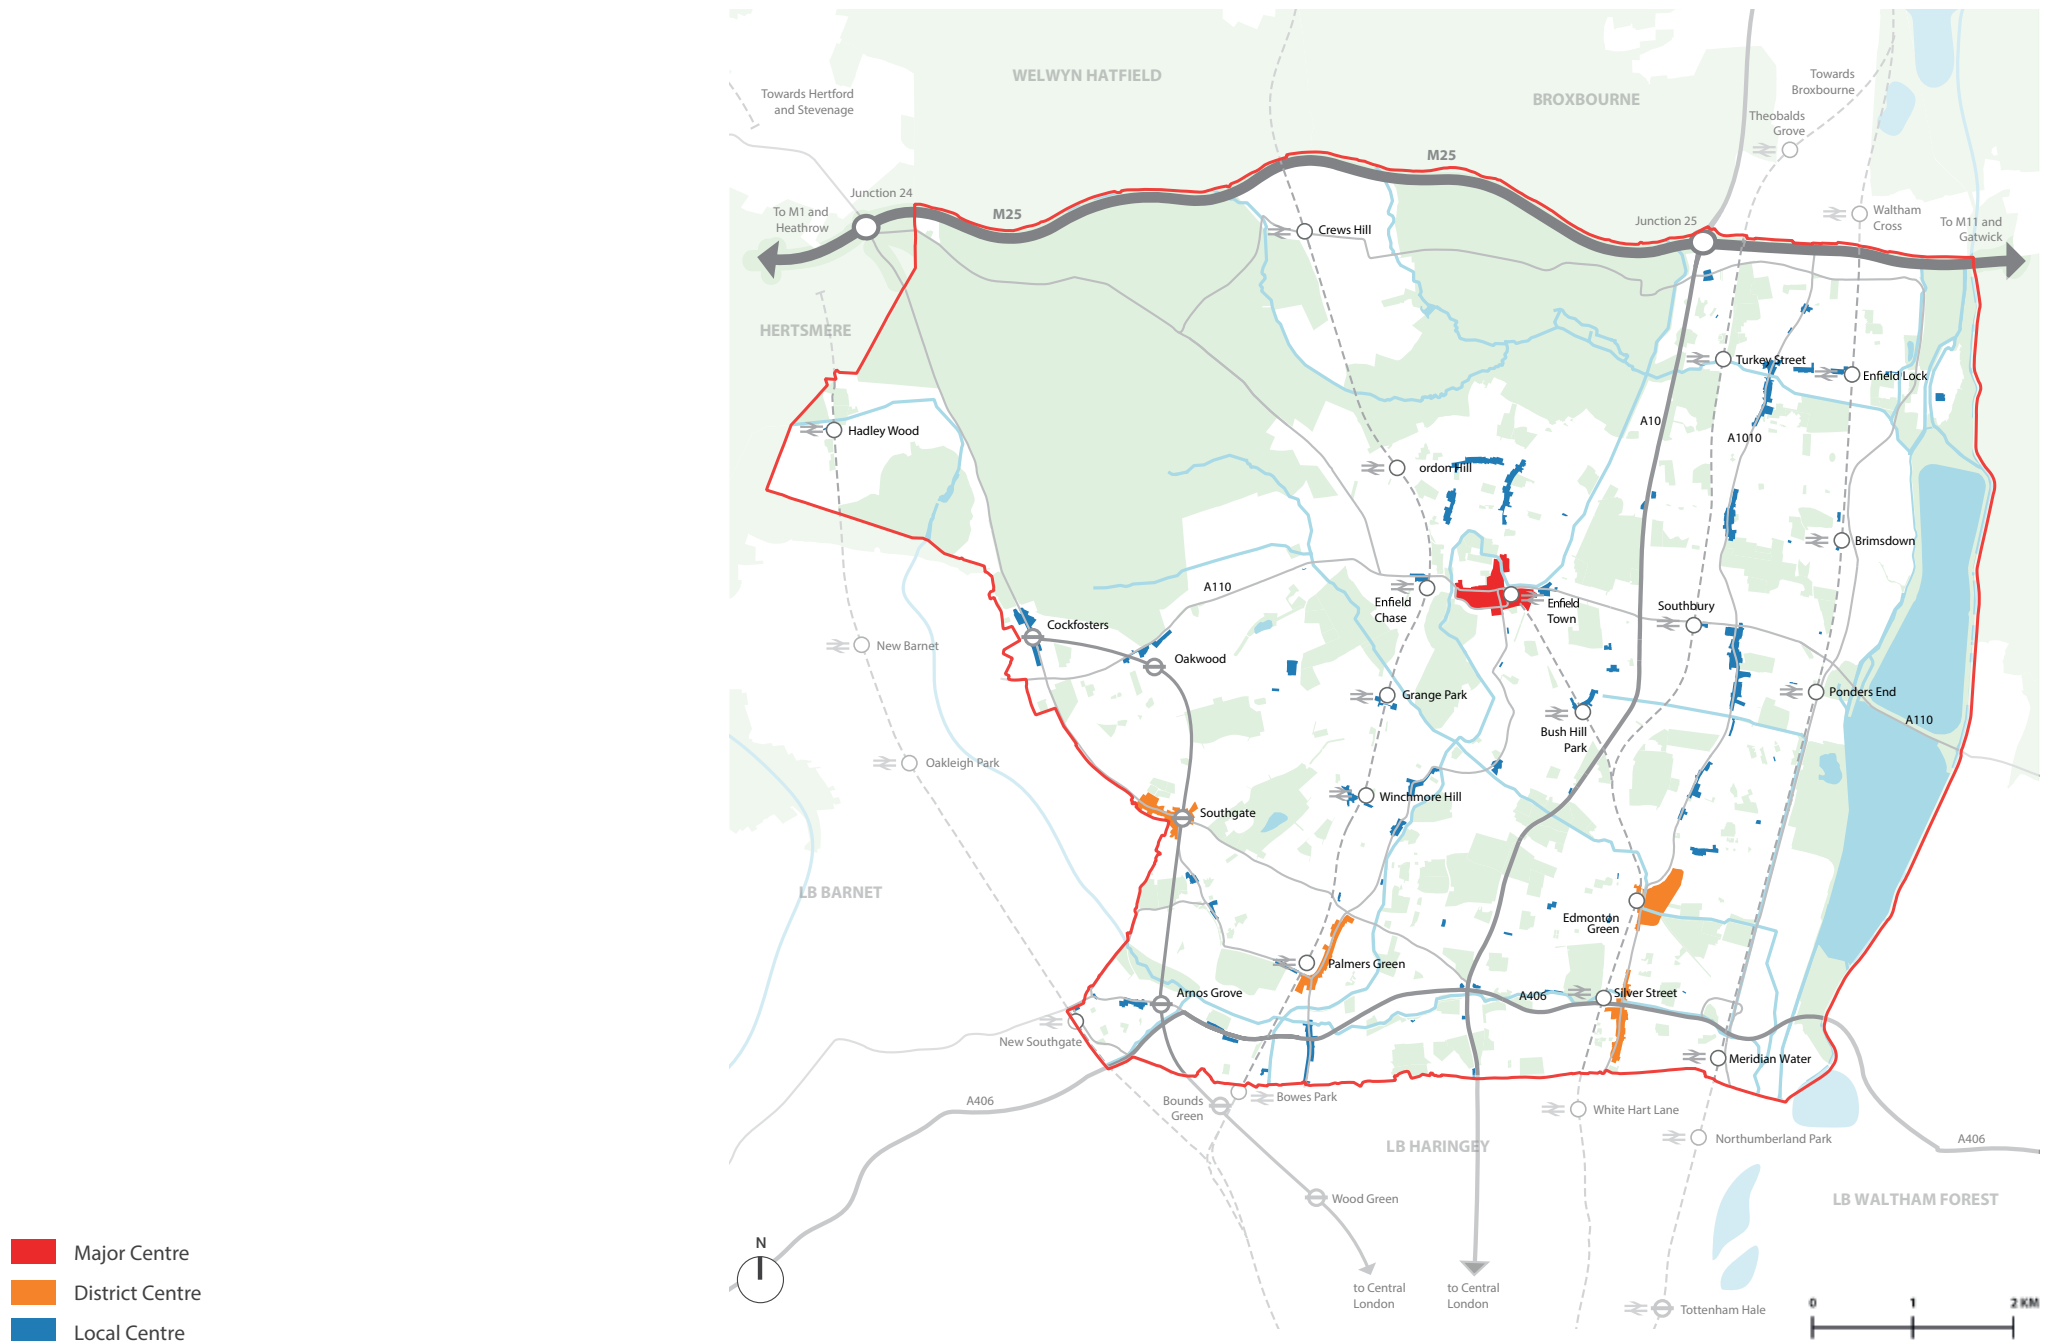 WELWYN HATFIELD
BROXBOURNE
Towards
Broxbourne
Towards Hertford
and Stevenage
Theobalds
Grove
M25
Junction 24
To M1 and
Heathrow
M25
Junction 25
Waltham
Cross
To M11 and
Gatwick
Crews Hill
HERTSMERE
Turkey Street
Enfield Lock
Hadley Wood
A10
A1010
ordon Hill
Brimsdown
A110
Enfield
Chase
Enfield
Town
Southbury
Cockfosters
New Barnet
Oakwood
Grange Park
Ponders End
A110
Bush Hill
Park
Oakleigh Park
Winchmore Hill
Southgate
LB BARNET
Edmonton
Green
Palmers Green
Arnos Grove
A406
Silver Street
New Southgate
Meridian Water
A406
Bounds
Green
Bowes Park
White Hart Lane
Northumberland Park
A406
LB HARINGEY
Wood Green
LB WALTHAM FOREST
N
Major Centre
District Centre
Local Centre
to Central
London
to Central
London
Tottenham Hale
0 1 2 KM